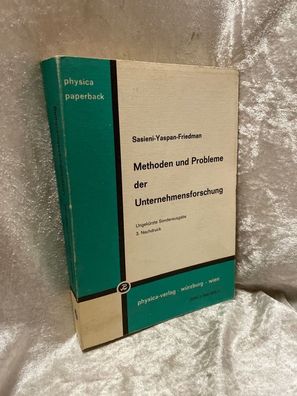 physica
paperback
Sasieni-Yaspan-Friedman
Methoden und Probleme
der
Unternehmensforschung
Ungekürzte Sonderausgabe
3. Nachdruck
physica-verlag · würzburg · wien